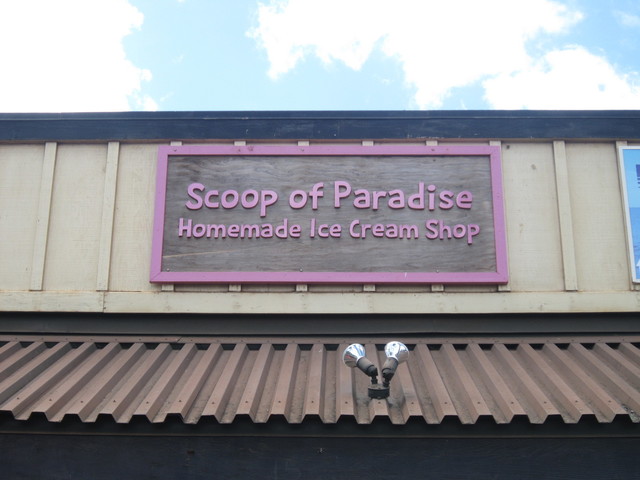 Scoop of Paradise
Homemade Ice Cream Shop